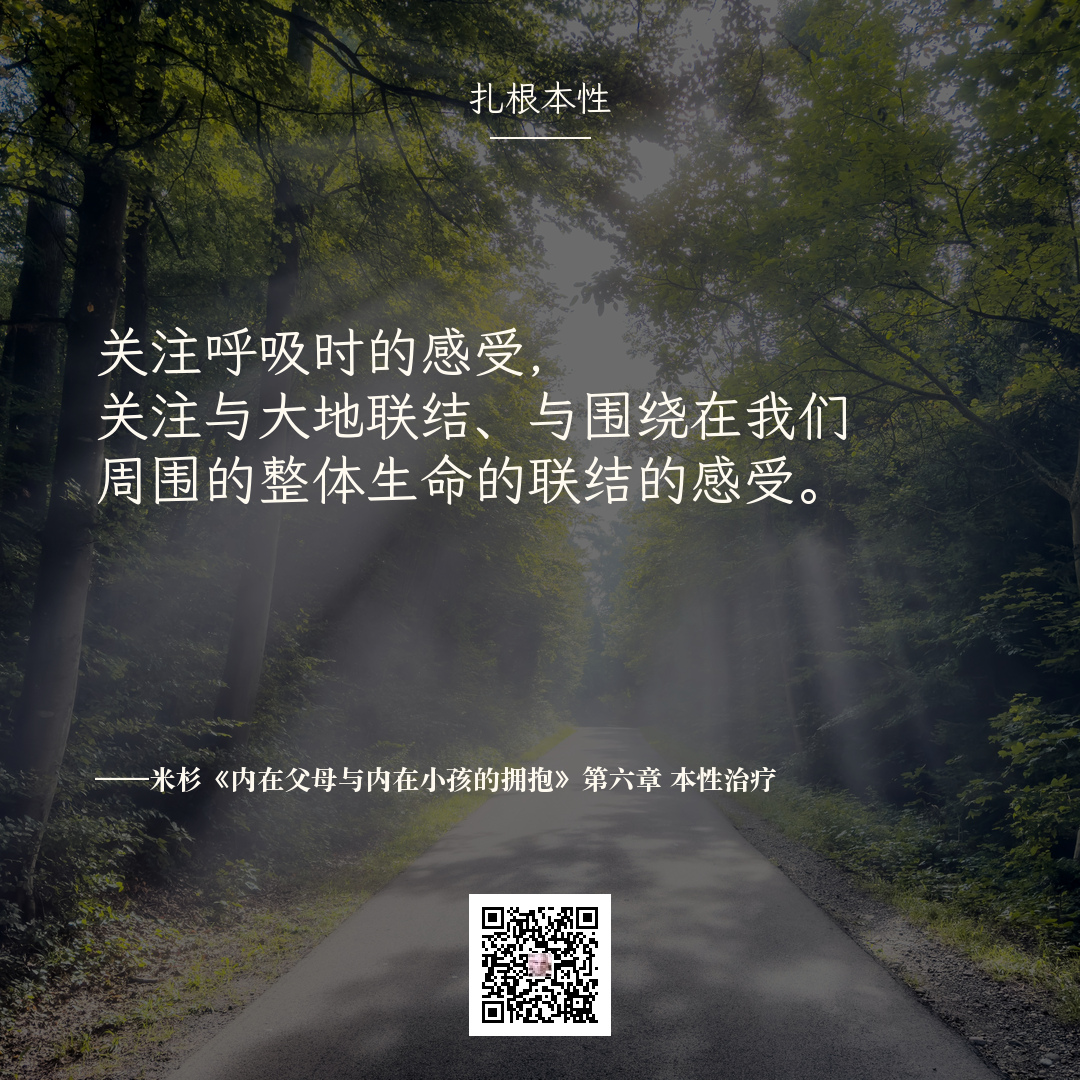 扎根本性
关注呼吸时的感受,
关注与大地联结、与围绕在我们
周围的整体生命的联结的感受。
——米杉《内在父母与内在小孩的拥抱》第六章 本性治疗